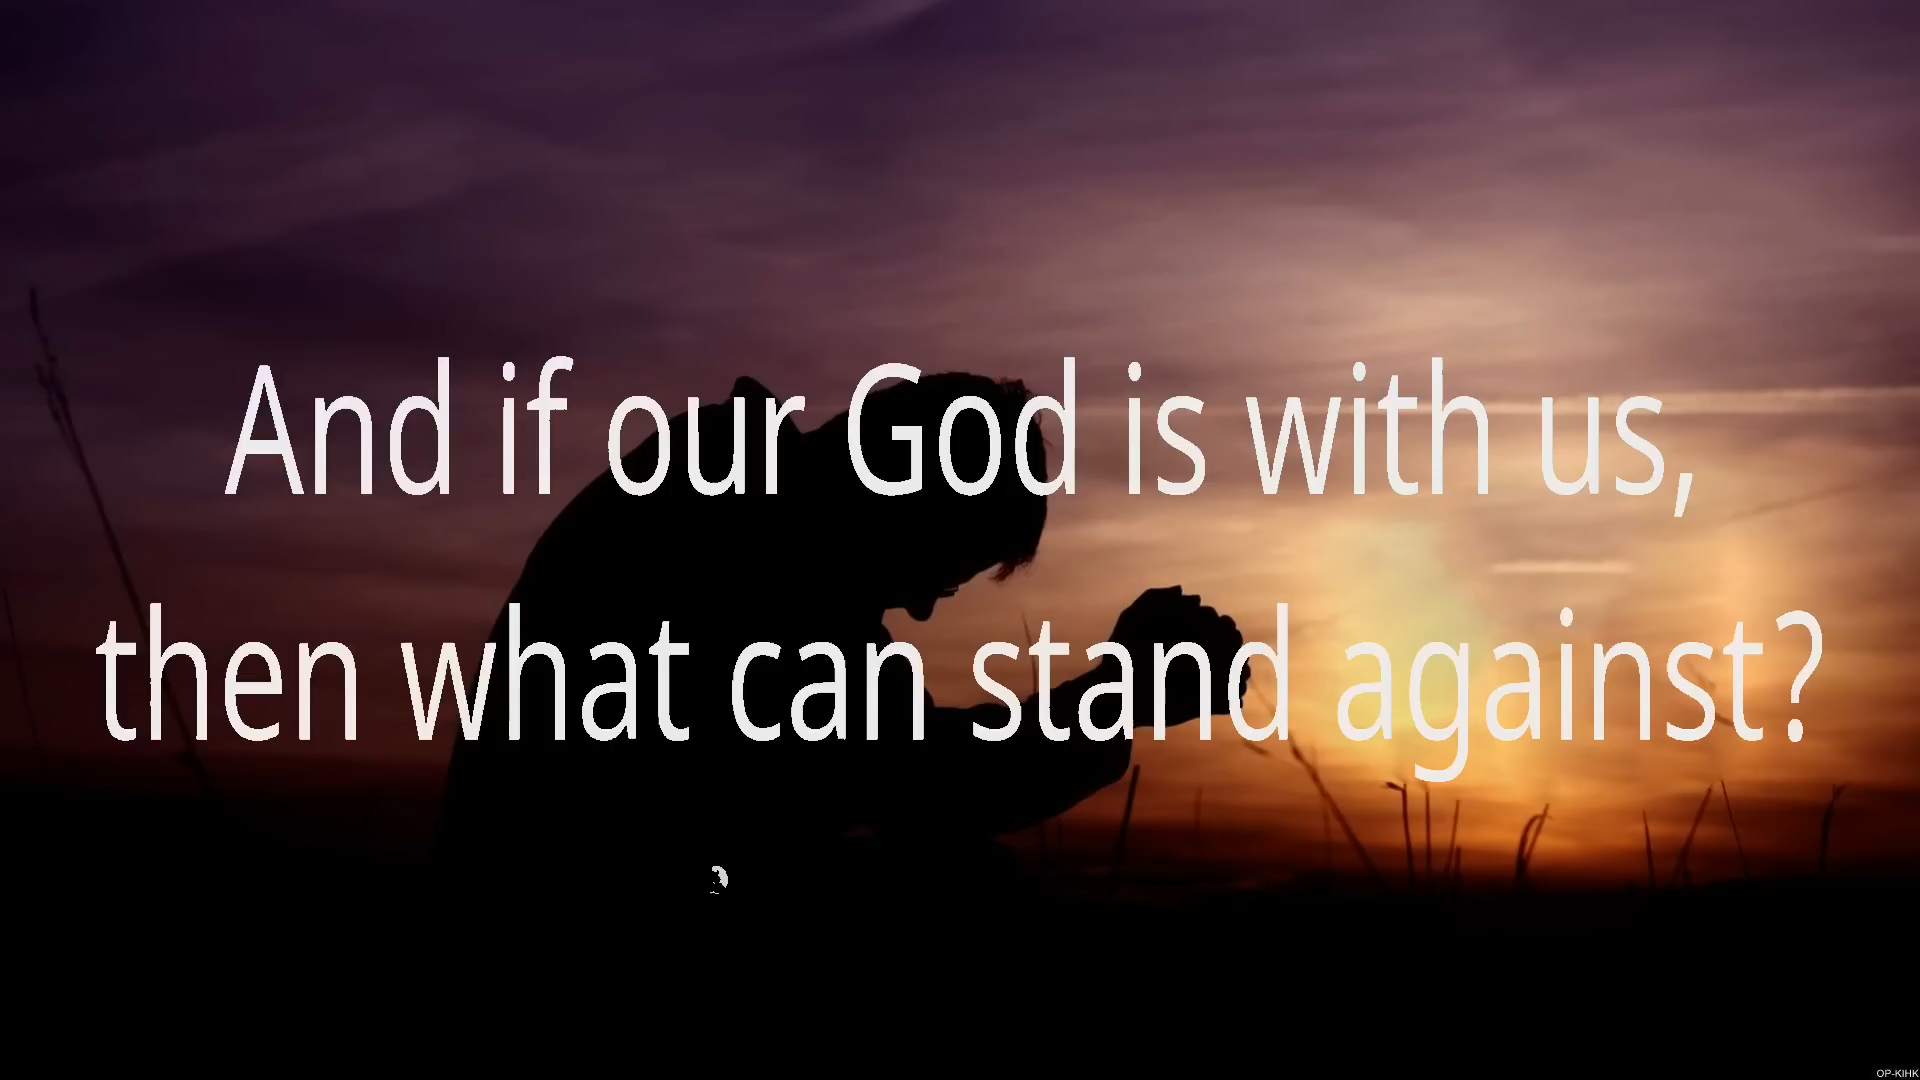 And if our God is with us,
then what can stand against?
OP-KIHK